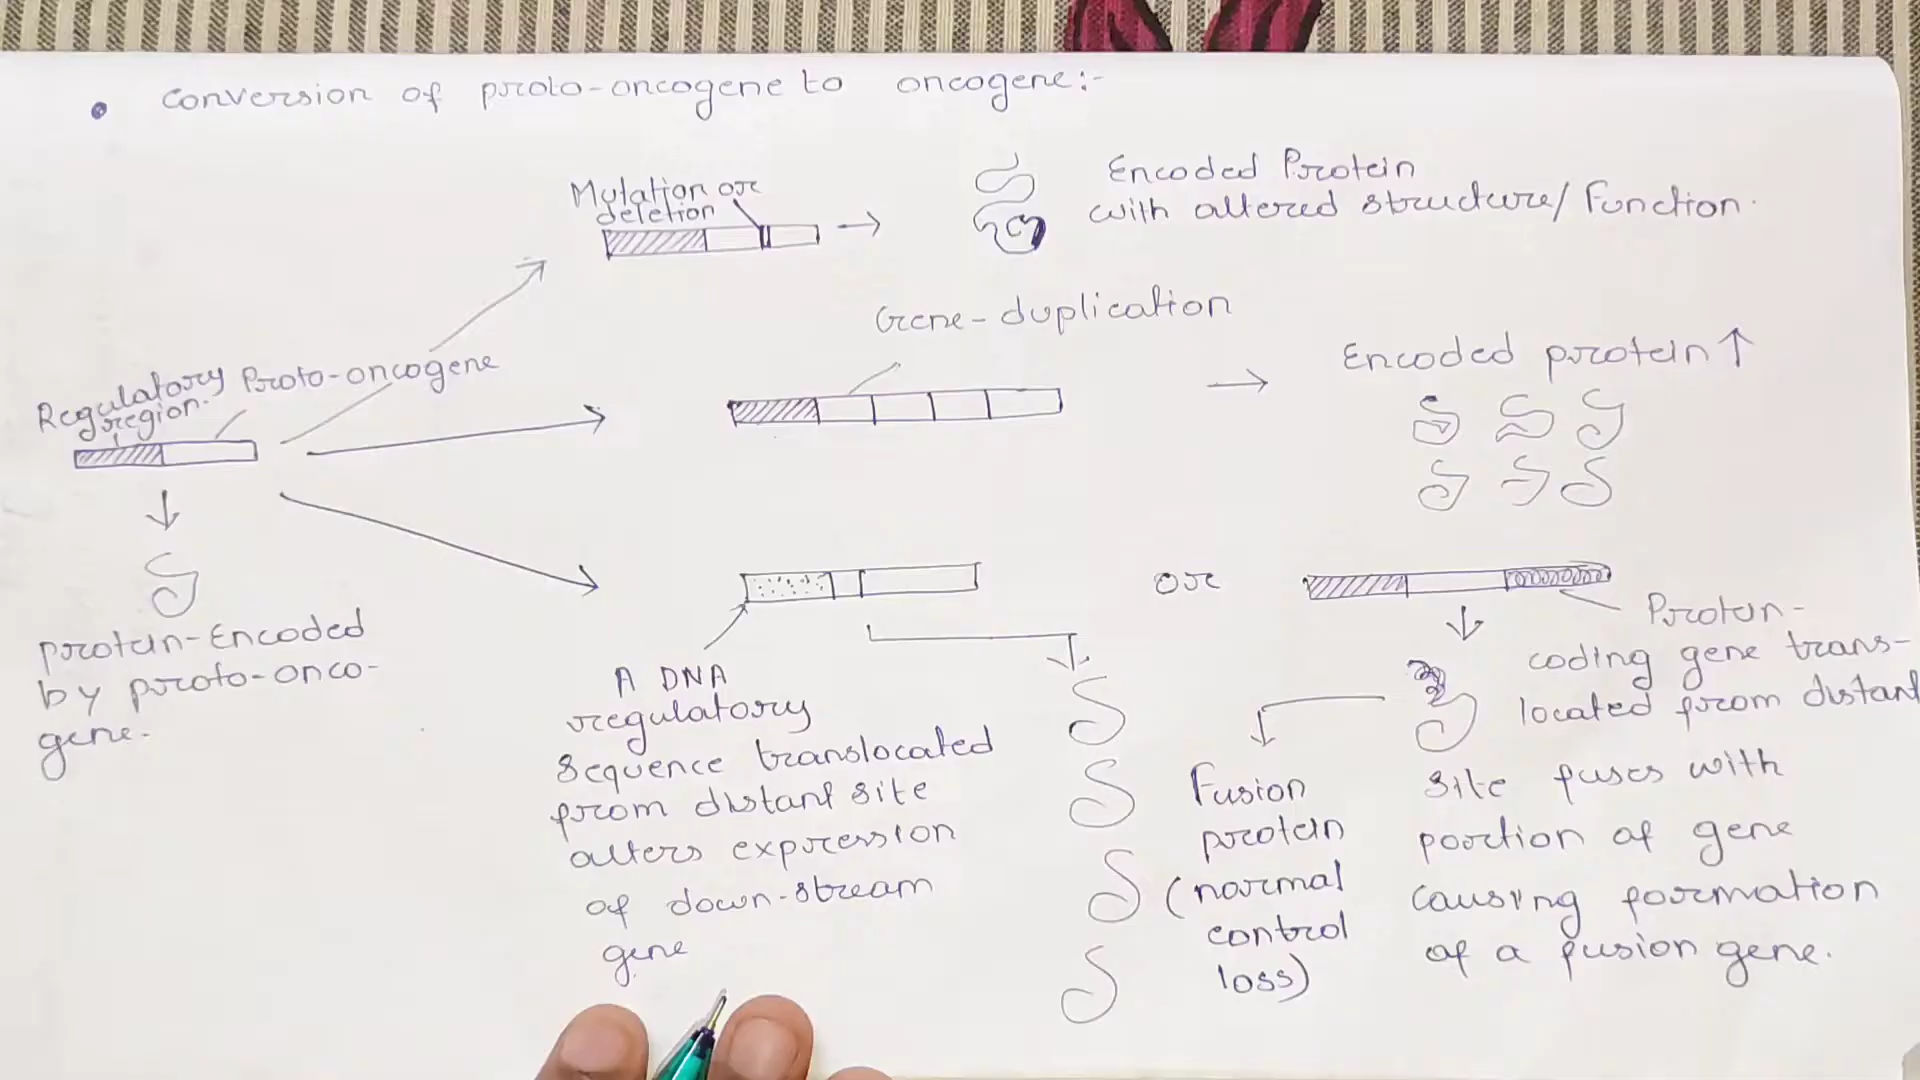 • conversion of proto-oncogene to oncogene:-
Mutation or
deletion
Encoded Protein
with altered structure/Function.
Gene-duplication
Encoded protein↑
Regulatory
region.
Proto-oncogene
protein-Encoded
by proto-onco-
gene.
A DNA
regulatory
sequence translocated
from distant site
alters expression
of down-stream
gene
or
Fusion
protein
(normal
control
loss)
Protein-
coding gene trans-
located from distant
site fuses with
portion of gene
causing formation
of a fusion gene.